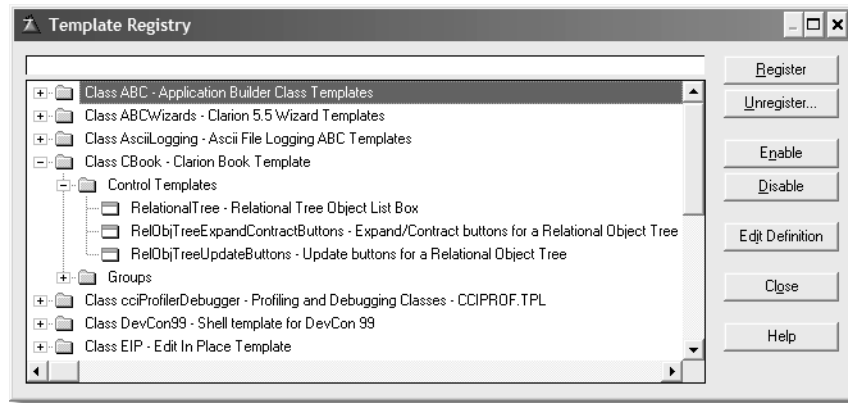 Template Registry
Class ABC - Application Builder Class Templates
Class ABCWizards - Clarion 5.5 Wizard Templates
Class AsciiLogging - Ascii File Logging ABC Templates
Class CBook - Clarion Book Template
Control Templates
RelationalTree - Relational Tree Object List Box
RelObjTreeExpandContractButtons - Expand/Contract buttons for a Relational Object Tree
RelObjTreeUpdateButtons - Update buttons for a Relational Object Tree
Groups
Class cciProfilerDebugger - Profiling and Debugging Classes - CCIPROF.TPL
Class DevCon99 - Shell template for DevCon 99
Class EIP - Edit In Place Template
Register
Unregister...
Enable
Disable
Edit Definition
Close
Help